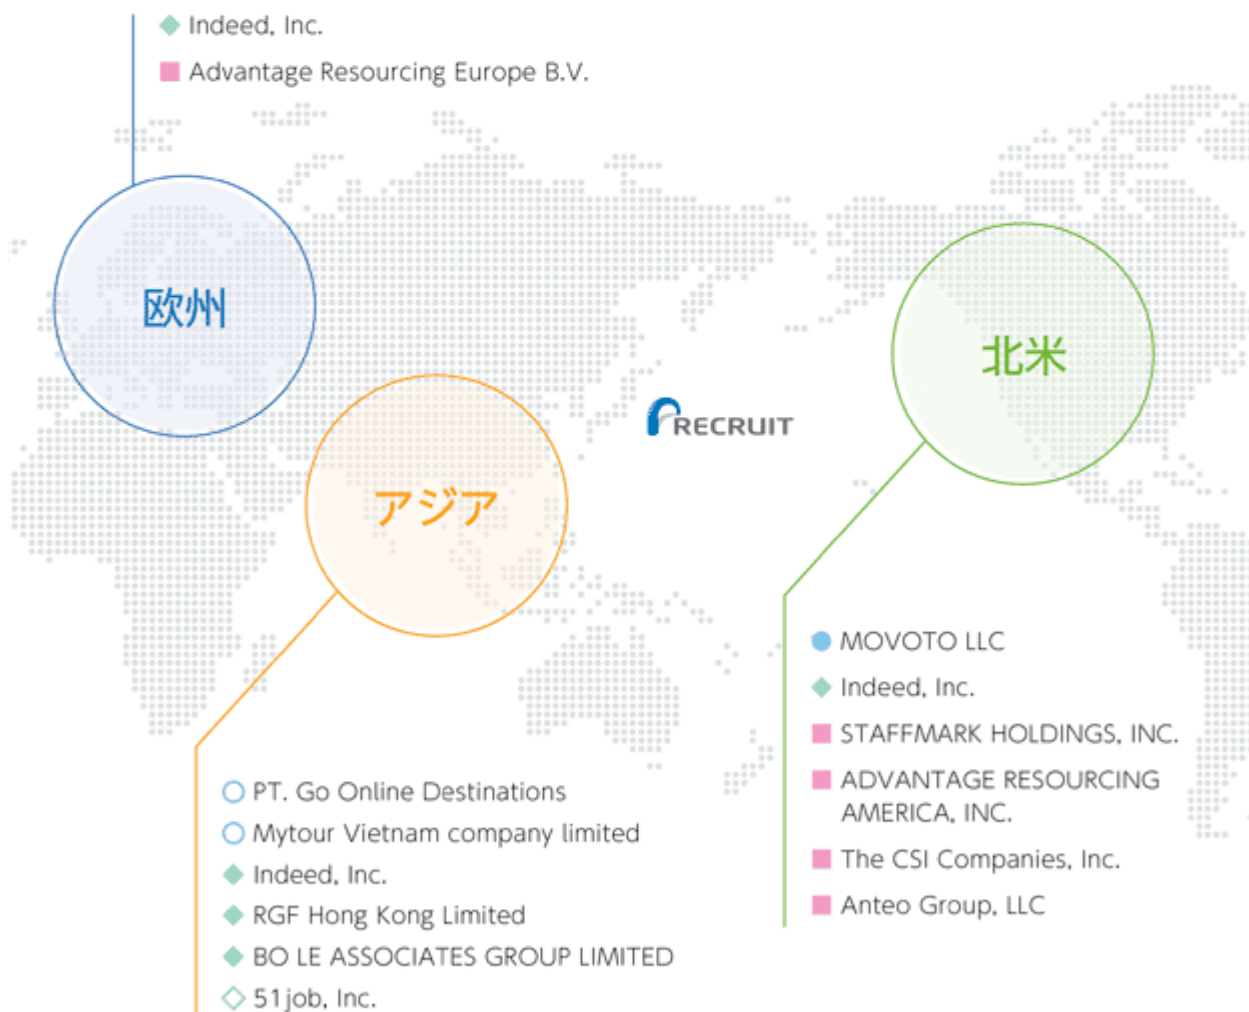 Indeed, Inc.
Advantage Resourcing Europe B.V.
欧州
北米
RECRUIT
アジア
MOVOTO LLC
Indeed, Inc.
STAFFMARK HOLDINGS, INC.
ADVANTAGE RESOURCING
AMERICA, INC.
The CSI Companies, Inc.
Anteo Group, LLC
PT. Go Online Destinations
Mytour Vietnam company limited
Indeed, Inc.
RGF Hong Kong Limited
BO LE ASSOCIATES GROUP LIMITED
51job, Inc.